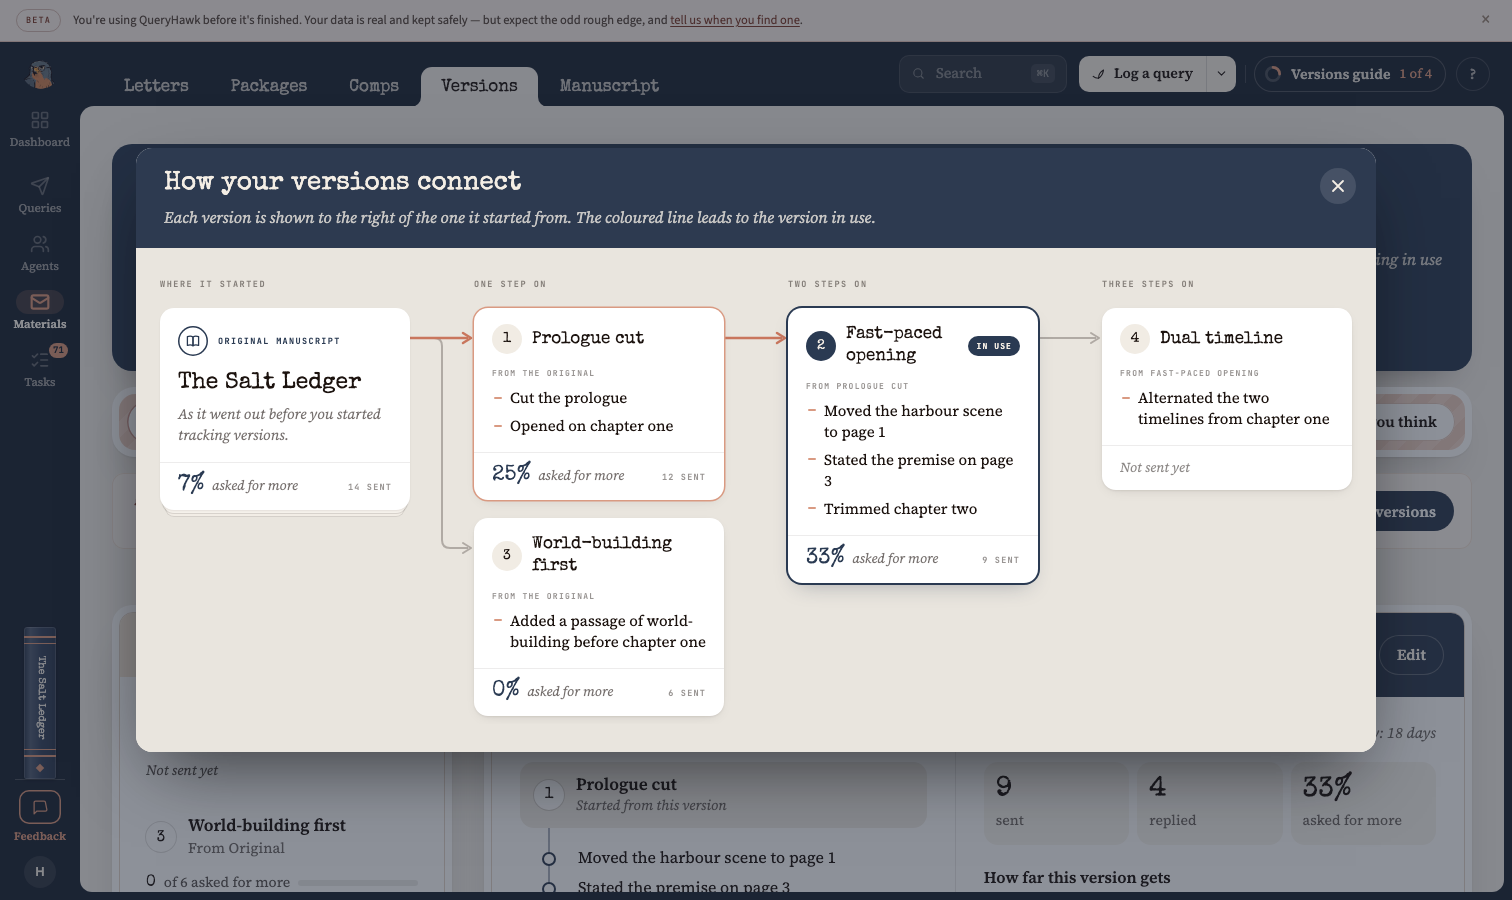 BETA You're using QueryHawk before it's finished. Your data is real and kept safely — but expect the odd rough edge, and tell us when you find one. ×
Letters Packages Comps Versions Manuscript
Search ⌘K
Log a query
Versions guide 1 of 4
?
Dashboard
Queries
Agents
Materials
71
Tasks
The Salt Ledger
Feedback
H
How your versions connect
Each version is shown to the right of the one it started from. The coloured line leads to the version in use.
WHERE IT STARTED
ORIGINAL MANUSCRIPT
The Salt Ledger
As it went out before you started
tracking versions.
7% asked for more 14 SENT
ONE STEP ON
1 Prologue cut
FROM THE ORIGINAL
– Cut the prologue
– Opened on chapter one
25% asked for more 12 SENT
3 World-building
first
FROM THE ORIGINAL
– Added a passage of world-
building before chapter one
0% asked for more 6 SENT
TWO STEPS ON
2 Fast-paced
opening
IN USE
FROM PROLOGUE CUT
– Moved the harbour scene
to page 1
– Stated the premise on page
3
– Trimmed chapter two
33% asked for more 9 SENT
THREE STEPS ON
4 Dual timeline
FROM FAST-PACED OPENING
– Alternated the two
timelines from chapter one
Not sent yet
ing in use
ou think
versions
Edit
: 18 days
Not sent yet
3 World-building first
From Original
0 of 6 asked for more
1 Prologue cut
Started from this version
Moved the harbour scene to page 1
Stated the premise on page 3
9
sent
4
replied
33%
asked for more
How far this version gets